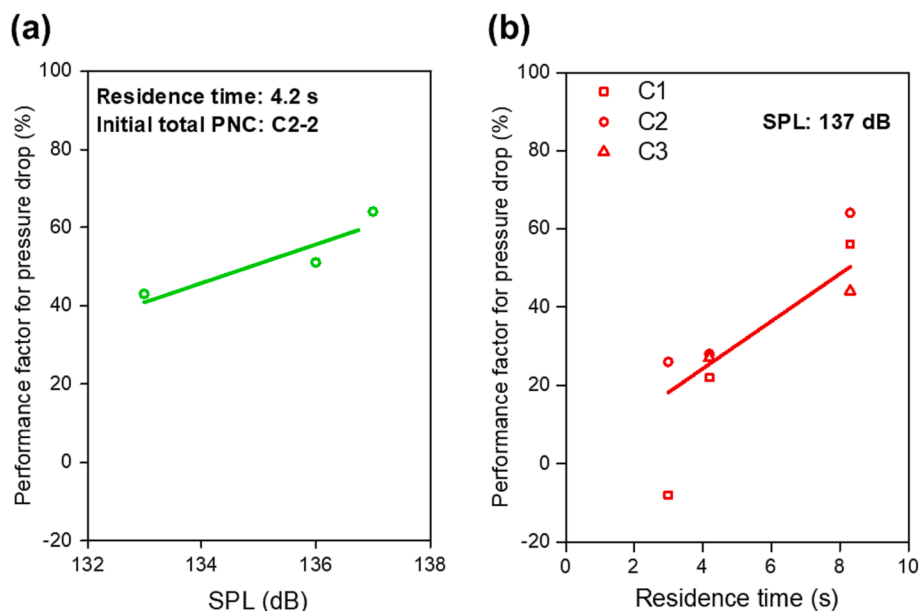 (a)
Performance factor for pressure drop (%)
100
80
60
40
20
0
-20
Residence time: 4.2 s
Initial total PNC: C2-2
132
134
136
138
SPL (dB)
(b)
Performance factor for pressure drop (%)
100
80
60
40
20
0
-20
C1
C2
C3
SPL: 137 dB
0
2
4
6
8
10
Residence time (s)